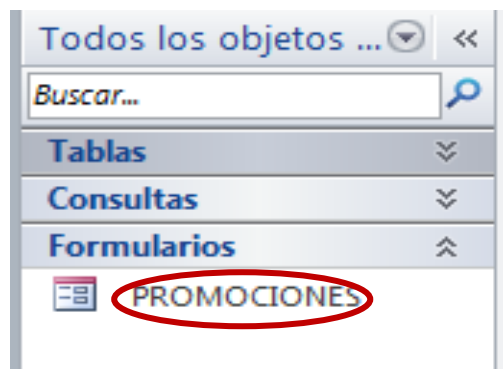 Todos los objetos ...
Buscar...
Tablas
Consultas
Formularios
PROMOCIONES